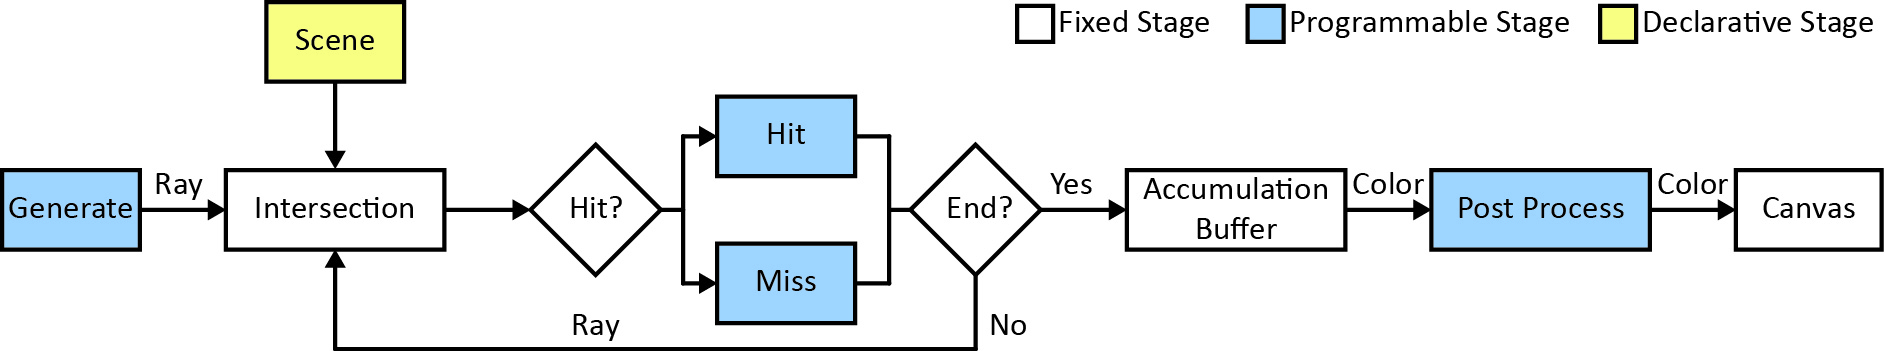 Scene
Fixed Stage
Programmable Stage
Declarative Stage
Generate
Ray
Intersection
Hit?
Hit
Miss
End?
Yes
No
Ray
Accumulation
Buffer
Color
Post Process
Color
Canvas